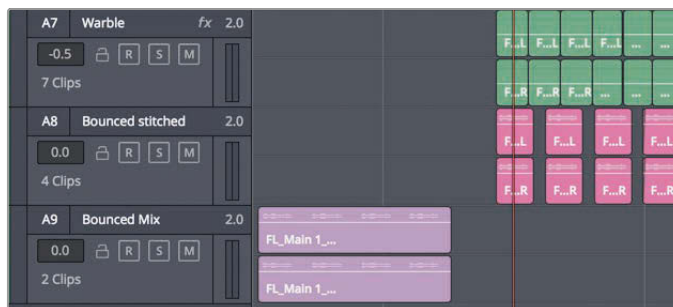 A7 Warble fx 2.0
-0.5 R S M
7 Clips
F...L F...L F...L F...L ... ...
F...R F...R F...R ... ... ...
A8 Bounced stitched 2.0
0.0 R S M
4 Clips
F...L F...L F...L F...L
F...R F...R F...R F...R
A9 Bounced Mix 2.0
0.0 R S M
2 Clips
FL_Main 1_...
FL_Main 1_...